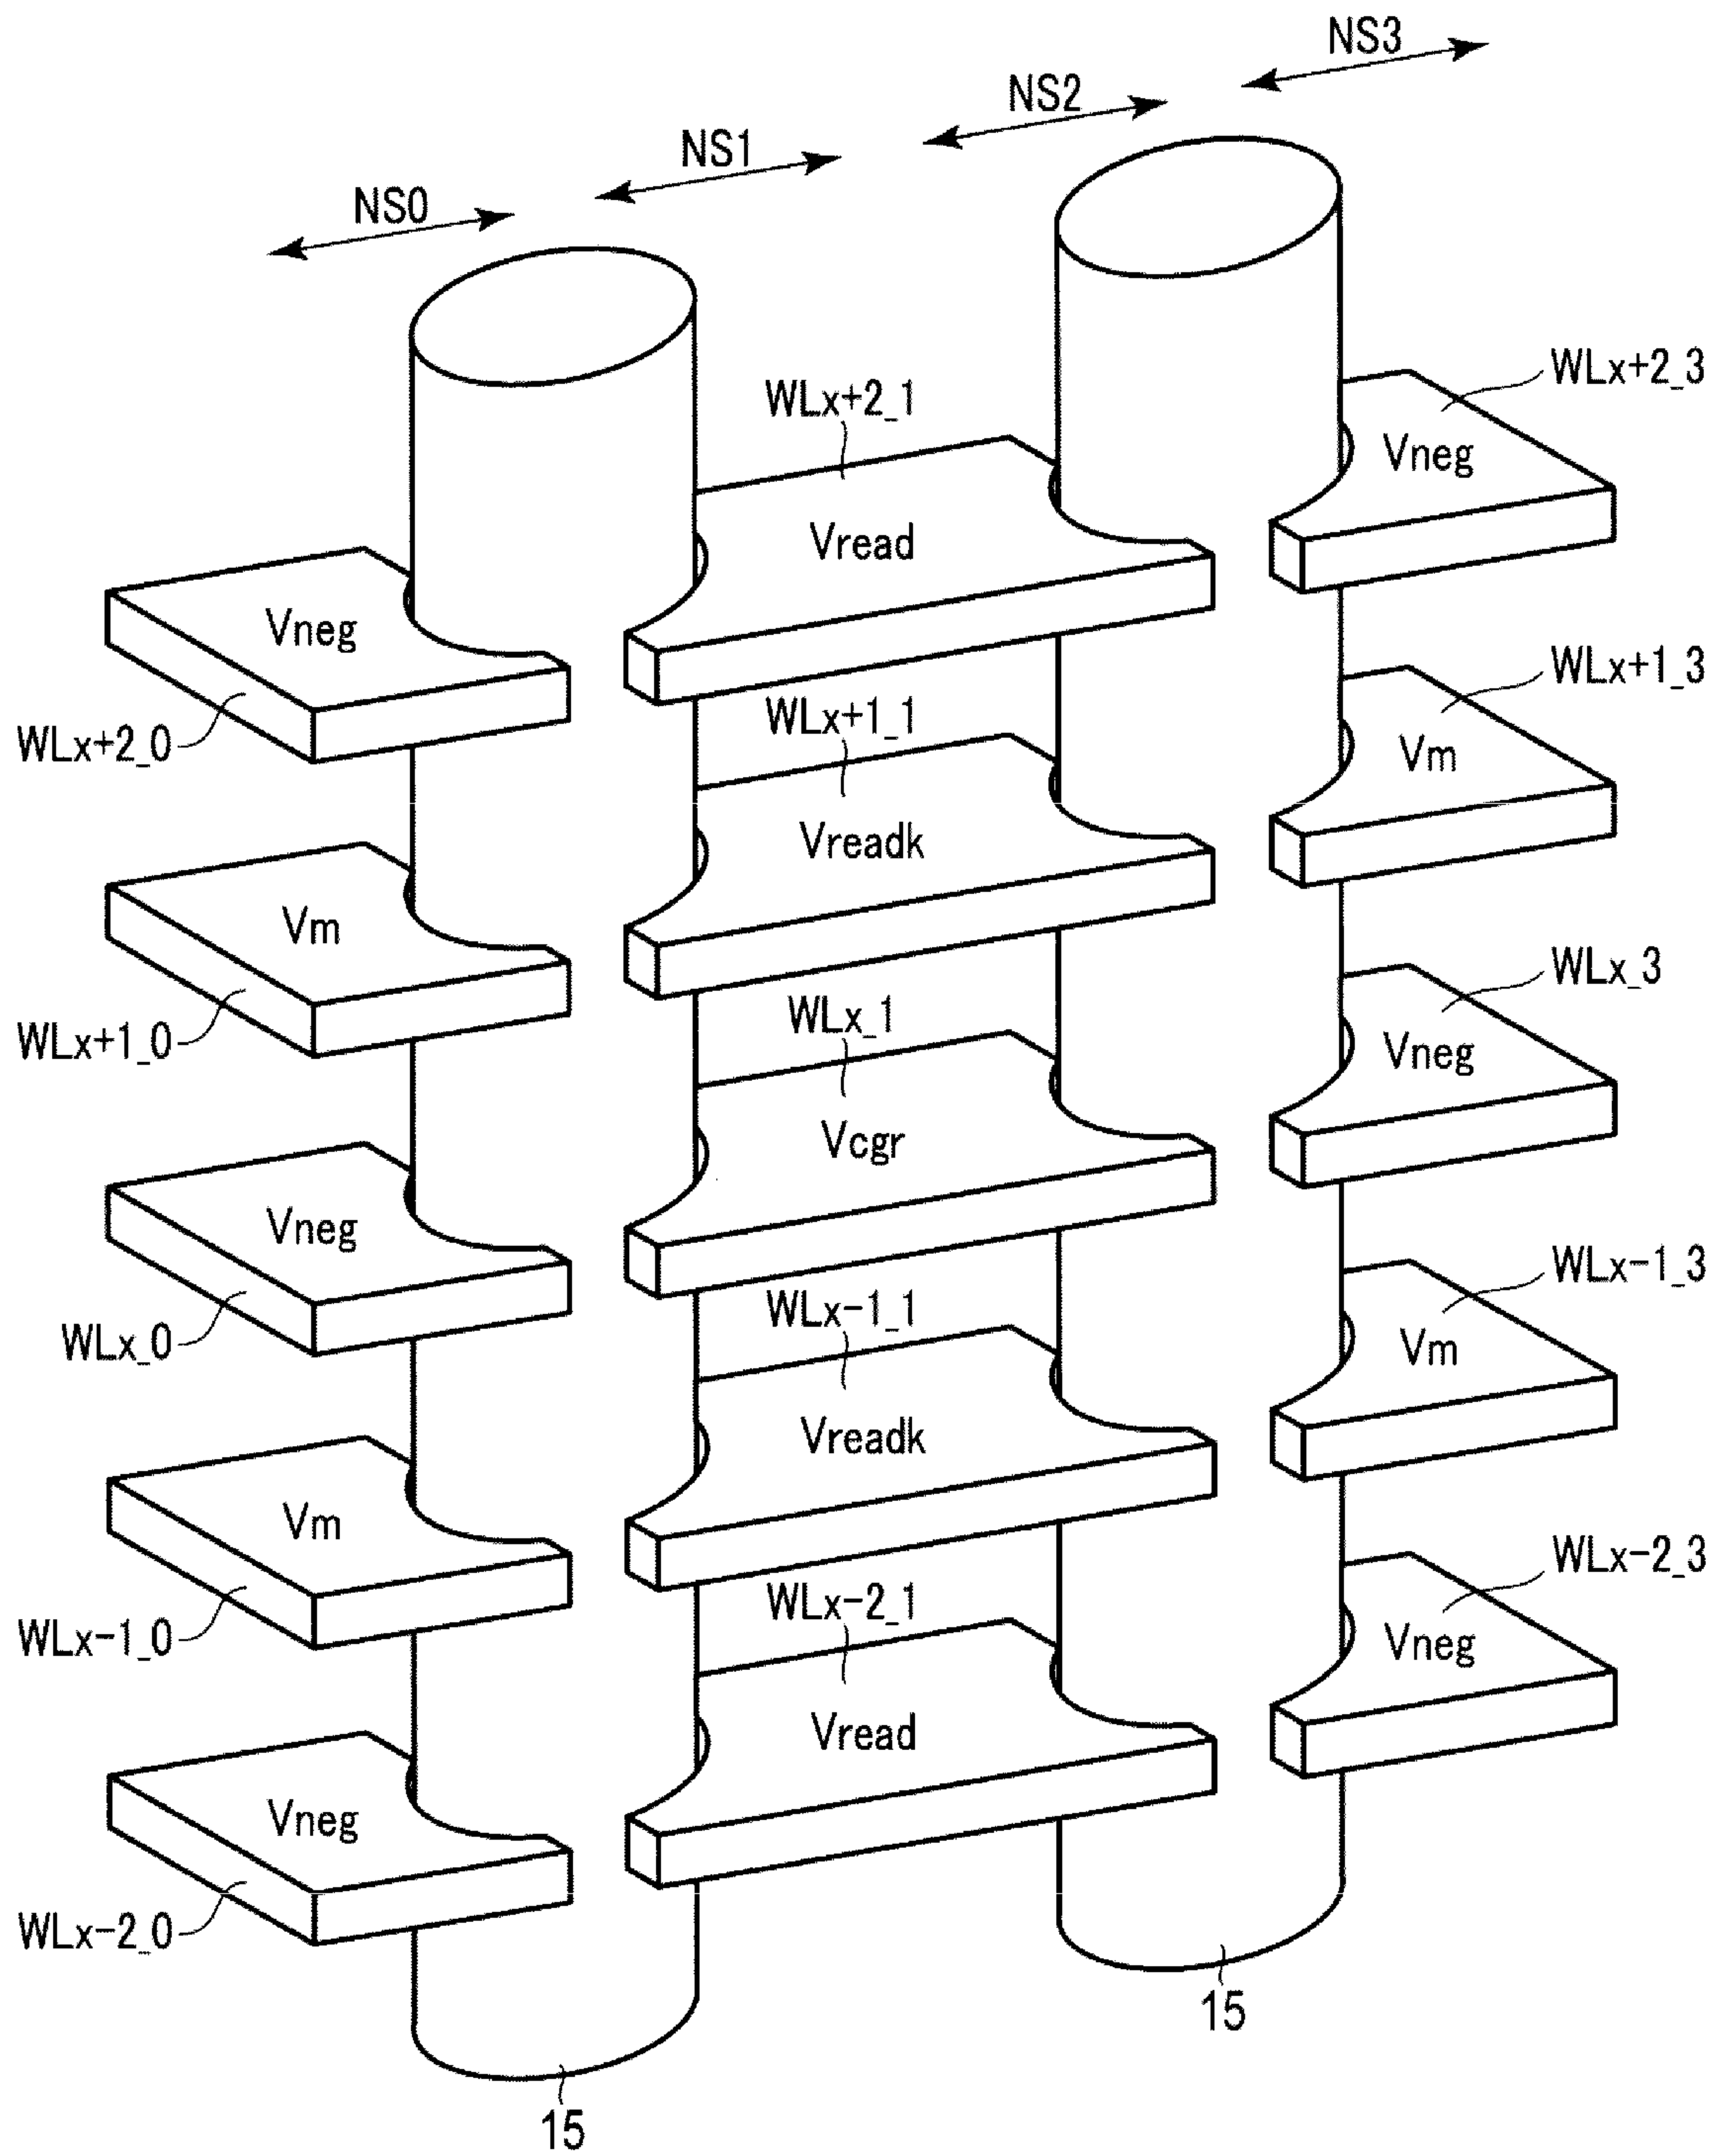 NS3
NS2
NS1
NS0
WLx+2_3
WLx+2_1
Vneg
Vread
Vneg
WLx+1_3
WLx+2_0
WLx+1_1
Vm
Vreadk
Vm
WLx_3
WLx+1_0
WLx_1
Vneg
Vcgr
Vneg
WLx-1_3
WLx-1_1
WLx_0
Vm
Vreadk
Vm
WLx-2_3
WLx-2_1
WLx-1_0
Vneg
Vread
Vneg
WLx-2_0
15
15